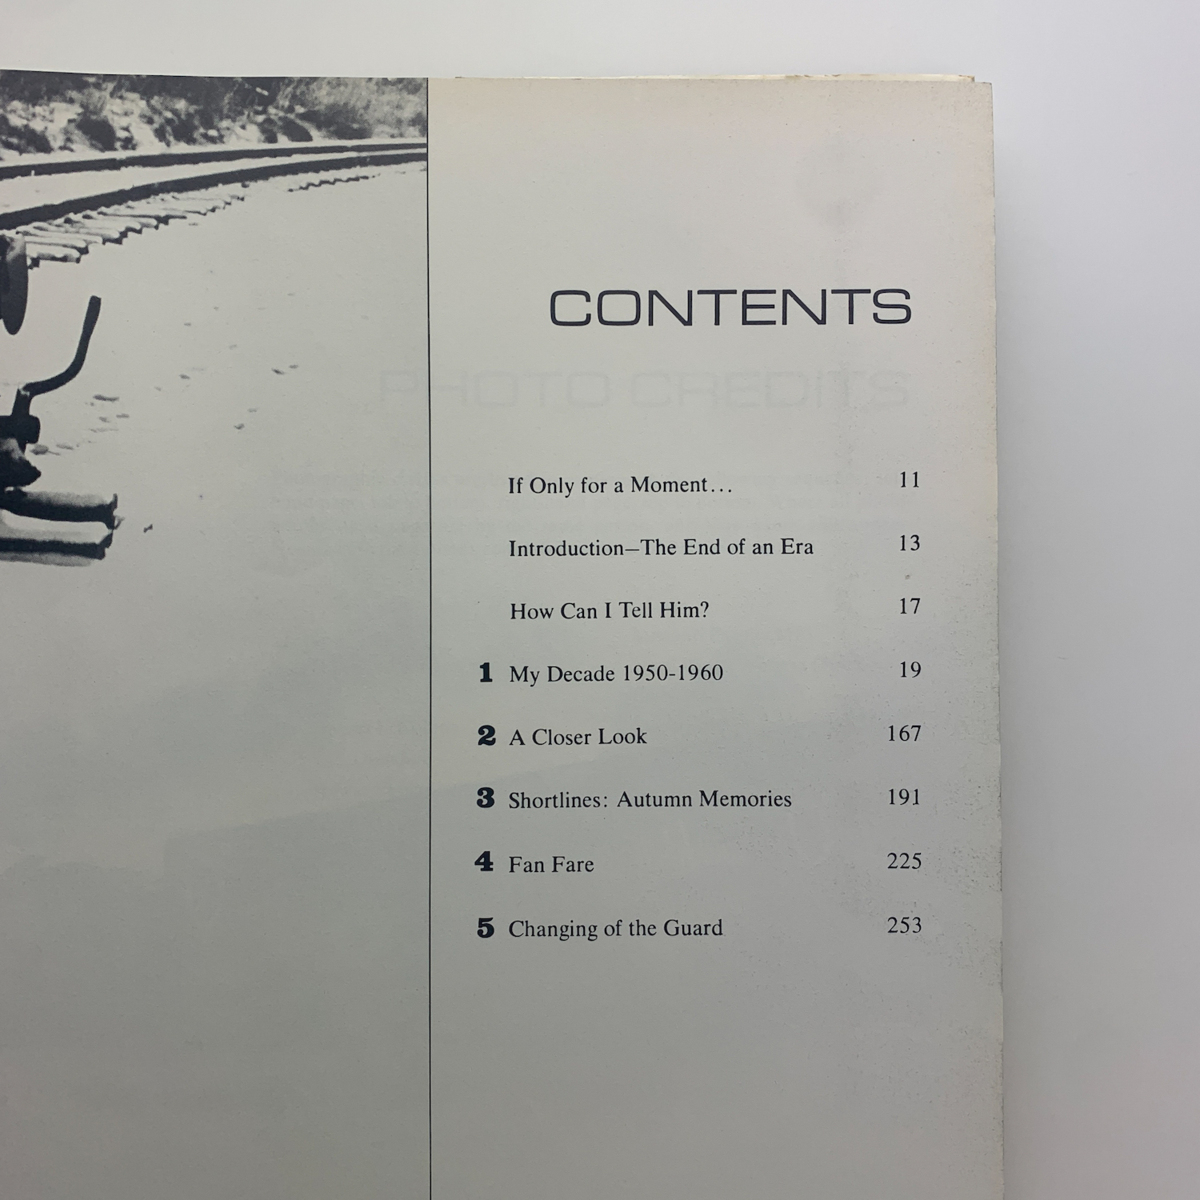 CONTENTS
PHOTO CREDITS
If Only for a Moment... 11
Introduction—The End of an Era 13
How Can I Tell Him? 17
1 My Decade 1950-1960 19
2 A Closer Look 167
3 Shortlines: Autumn Memories 191
4 Fan Fare 225
5 Changing of the Guard 253